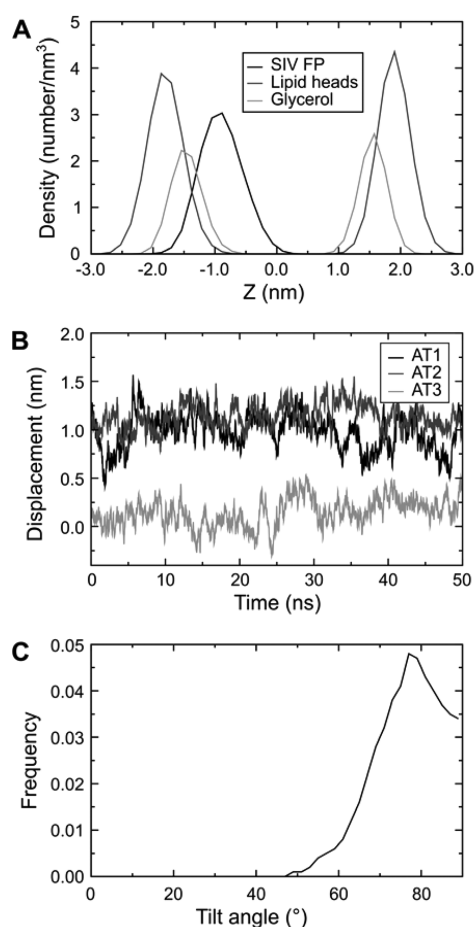 A
Density (number/nm³)
5
4
3
2
1
0
SIV FP
Lipid heads
Glycerol
-3.0 -2.0 -1.0 0.0 1.0 2.0 3.0
Z (nm)
B
Displacement (nm)
2.0
1.5
1.0
0.5
0.0
AT1
AT2
AT3
0 10 20 30 40 50
Time (ns)
C
Frequency
0.05
0.04
0.03
0.02
0.01
0.00
0 20 40 60 80
Tilt angle (°)